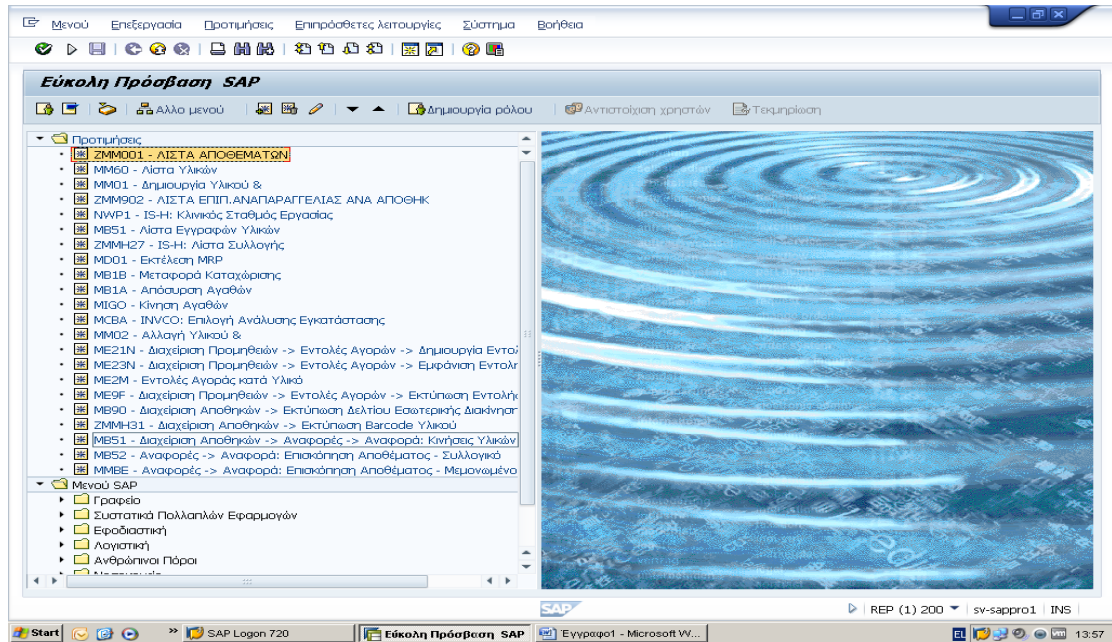 Μενού Επεξεργασία Προτιμήσεις Επιπρόσθετες λειτουργίες Σύστημα Βοήθεια
Εύκολη Πρόσβαση SAP
Αλλο μενού Δημιουργία ρόλου Αντιστοίχιση χρηστών Τεκμηρίωση
Προτιμήσεις
ZMM001 - ΛΙΣΤΑ ΑΠΟΘΕΜΑΤΩΝ
MM60 - Λίστα Υλικών
MM01 - Δημιουργία Υλικού &
ZMM902 - ΛΙΣΤΑ ΕΠΙΠ.ΑΝΑΠΑΡΑΓΓΕΛΙΑΣ ΑΝΑ ΑΠΟΘΗΚ
NWP1 - IS-H: Κλινικός Σταθμός Εργασίας
MB51 - Λίστα Εγγραφών Υλικών
ZMMH27 - IS-H: Λίστα Συλλογής
MD01 - Εκτέλεση MRP
MB1B - Μεταφορά Καταχώρισης
MB1A - Απόσυρση Αγαθών
MIGO - Κίνηση Αγαθών
MCBA - INVCO: Επιλογή Ανάλυσης Εγκατάστασης
MM02 - Αλλαγή Υλικού &
ME21N - Διαχείριση Προμηθειών -> Εντολές Αγορών -> Δημιουργία Εντολ
ME23N - Διαχείριση Προμηθειών -> Εντολές Αγορών -> Εμφάνιση Εντολη
ME2M - Εντολές Αγοράς κατά Υλικό
ME9F - Διαχείριση Προμηθειών -> Εντολές Αγορών -> Εκτύπωση Εντολής
MB90 - Διαχείριση Αποθηκών -> Εκτύπωση Δελτίου Εσωτερικής Διακίνησ
ZMMH31 - Διαχείριση Αποθηκών -> Εκτύπωση Barcode Υλικού
MB51 - Διαχείριση Αποθηκών -> Αναφορές -> Αναφορά: Κινήσεις Υλικών
MB52 - Αναφορές -> Αναφορά: Επισκόπηση Αποθέματος - Συλλογικό
MMBE - Αναφορές -> Αναφορά: Επισκόπηση Αποθέματος - Μεμονωμένο
Μενού SAP
Γραφείο
Συστατικά Πολλαπλών Εφαρμογών
Εφοδιαστική
Λογιστική
Ανθρώπινοι Πόροι
SAP REP (1) 200 sv-sappro1 INS
Start » SAP Logon 720 Εύκολη Πρόσβαση SAP Έγγραφο1 - Microsoft W... EL 13:57